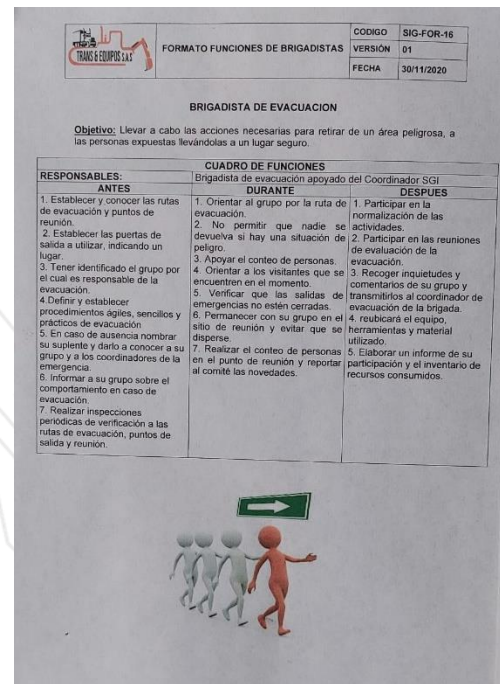 TRANS & EQUIPOS S.A.S
FORMATO FUNCIONES DE BRIGADISTAS
CODIGO SIG-FOR-16
VERSIÓN 01
FECHA 30/11/2020
BRIGADISTA DE EVACUACION
Objetivo: Llevar a cabo las acciones necesarias para retirar de un área peligrosa, a
las personas expuestas llevándolas a un lugar seguro.
CUADRO DE FUNCIONES
RESPONSABLES: Brigadista de evacuación apoyado del Coordinador SGI
ANTES
1. Establecer y conocer las rutas
de evacuación y puntos de
reunión.
2. Establecer las puertas de
salida a utilizar, indicando un
lugar.
3. Tener identificado el grupo por
el cual es responsable de la
evacuación.
4.Definir y establecer
procedimientos ágiles, sencillos y
prácticos de evacuación
5. En caso de ausencia nombrar
su suplente y darlo a conocer a su
grupo y a los coordinadores de la
emergencia.
6. Informar a su grupo sobre el
comportamiento en caso de
evacuación.
7. Realizar inspecciones
periódicas de verificación a las
rutas de evacuación, puntos de
salida y reunión.
DURANTE
1. Orientar al grupo por la ruta de
evacuación.
2. No permitir que nadie se
devuelva si hay una situación de
peligro.
3. Apoyar el conteo de personas.
4. Orientar a los visitantes que se
encuentren en el momento.
5. Verificar que las salidas de
emergencias no estén cerradas.
6. Permanecer con su grupo en el
sitio de reunión y evitar que se
disperse.
7. Realizar el conteo de personas
en el punto de reunión y reportar
al comité las novedades.
DESPUES
1. Participar en la
normalización de las
actividades.
2. Participar en las reuniones
de evaluación de la
evacuación.
3. Recoger inquietudes y
comentarios de su grupo y
transmitirlos al coordinador de
evacuación de la brigada.
4. reubicará el equipo,
herramientas y material
utilizado.
5. Elaborar un informe de su
participación y el inventario de
recursos consumidos.